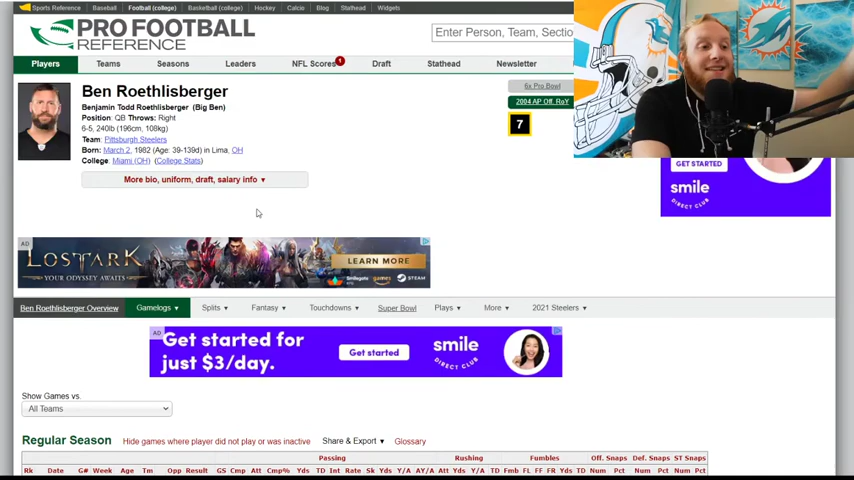 Sports Reference Baseball Football (college) Basketball (college) Hockey Calcio Blog Stathead Widgets
PRO FOOTBALL
REFERENCE
Enter Person, Team, Sectio
Players Teams Seasons Leaders NFL Scores Draft Stathead Newsletter
Ben Roethlisberger
Benjamin Todd Roethlisberger (Big Ben)
Position: QB Throws: Right
6-5, 240lb (196cm, 108kg)
Team: Pittsburgh Steelers
Born: March 2, 1982 (Age: 39-139d) in Lima, OH
College: Miami (OH) (College Stats)
More bio, uniform, draft, salary info ▼
6x Pro Bowl
2004 AP Off. RoY
7
GET STARTED
smile
DIRECT CLUB
AD
LOST ARK
YOUR ODYSSEY AWAITS
LEARN MORE
Smilegate
amazon games
STEAM
Ben Roethlisberger Overview Gamelogs ▼ Splits ▼ Fantasy ▼ Touchdowns ▼ Super Bowl Plays ▼ More ▼ 2021 Steelers ▼
AD
Get started for
just $3/day.
Get started
smile
DIRECT CLUB
Show Games vs.
All Teams
Regular Season Hide games where player did not play or was inactive Share & Export ▼ Glossary
Passing Rushing Fumbles Off. Snaps Def. Snaps ST Snaps
Rk Date G# Week Age Tm Opp Result GS Cmp Att Cmp% Yds TD Int Rate Sk Yds Y/A AY/A Att Yds Y/A TD Fmb FL FF FR Yds TD Num Pct Num Pct Num Pct